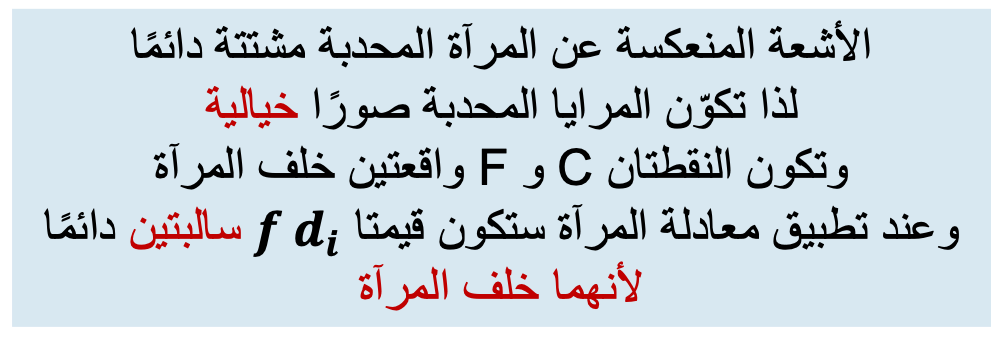 الأشعة المنعكسة عن المرآة المحدبة مشتتة دائمًا
لذا تكوّن المرايا المحدبة صورًا خيالية
وتكون النقطتان C و F واقعتين خلف المرآة
وعند تطبيق معادلة المرآة ستكون قيمتا f dᵢ سالبتين دائمًا
لأنهما خلف المرآة